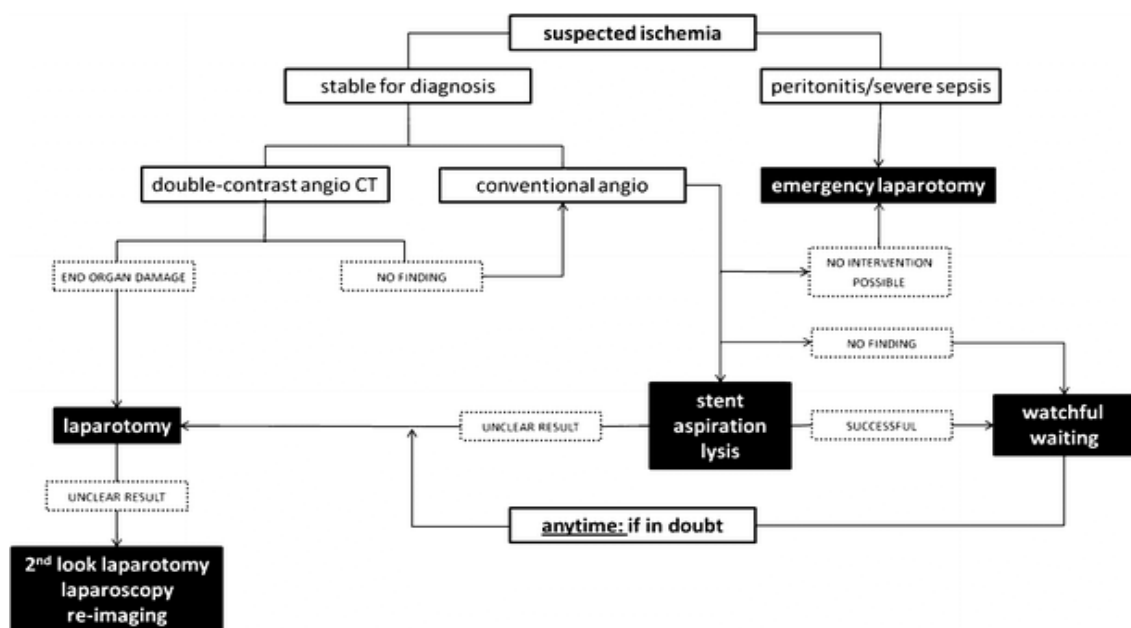 suspected ischemia
stable for diagnosis
peritonitis/severe sepsis
double-contrast angio CT
conventional angio
emergency laparotomy
END ORGAN DAMAGE
NO FINDING
NO INTERVENTION
POSSIBLE
NO FINDING
laparotomy
UNCLEAR RESULT
stent
aspiration
lysis
SUCCESSFUL
watchful
waiting
UNCLEAR RESULT
anytime: if in doubt
2nd look laparotomy
laparoscopy
re-imaging